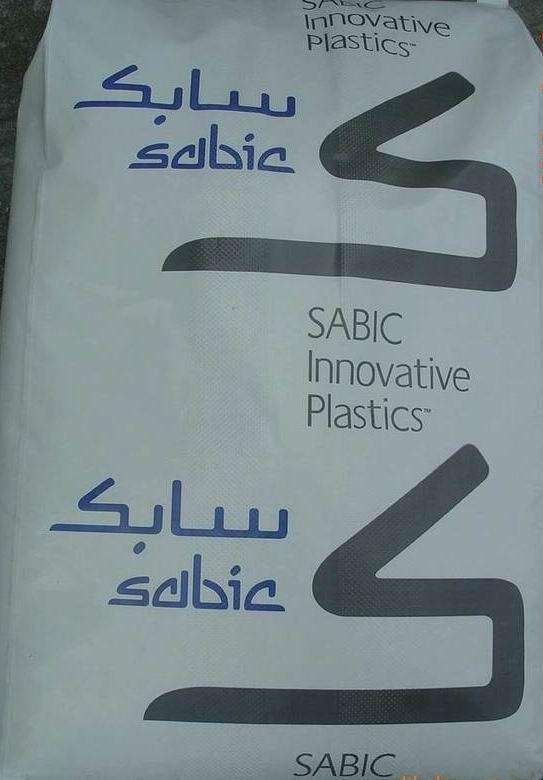 SABIC
Innovative
Plastics™
سابك
sabic
SABIC
Innovative
Plastics™
سابك
sabic
SABIC